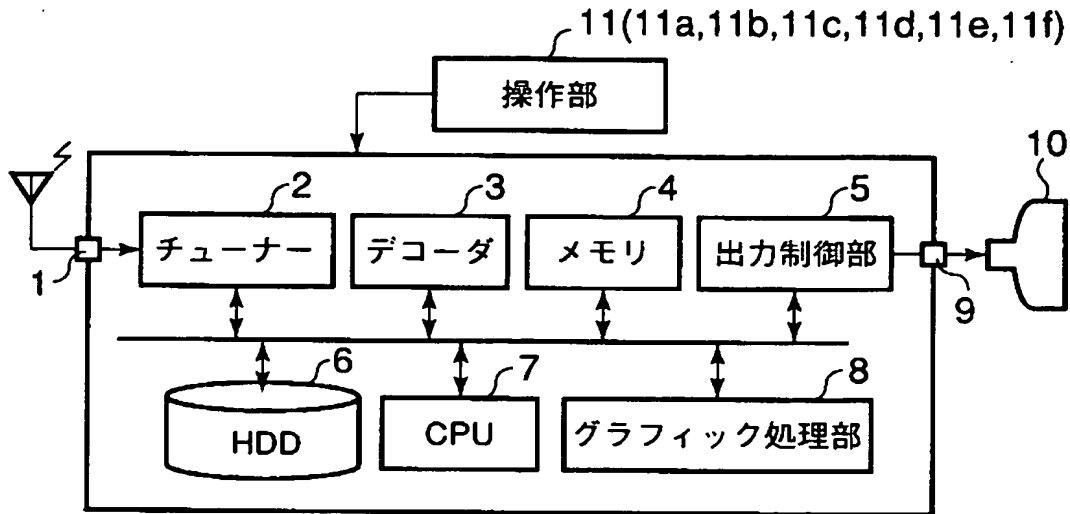 11(11a,11b,11c,11d,11e,11f)
操作部
10
2
3
4
5
チューナー
デコーダ
メモリ
出力制御部
1
9
6
7
8
HDD
CPU
グラフィック処理部